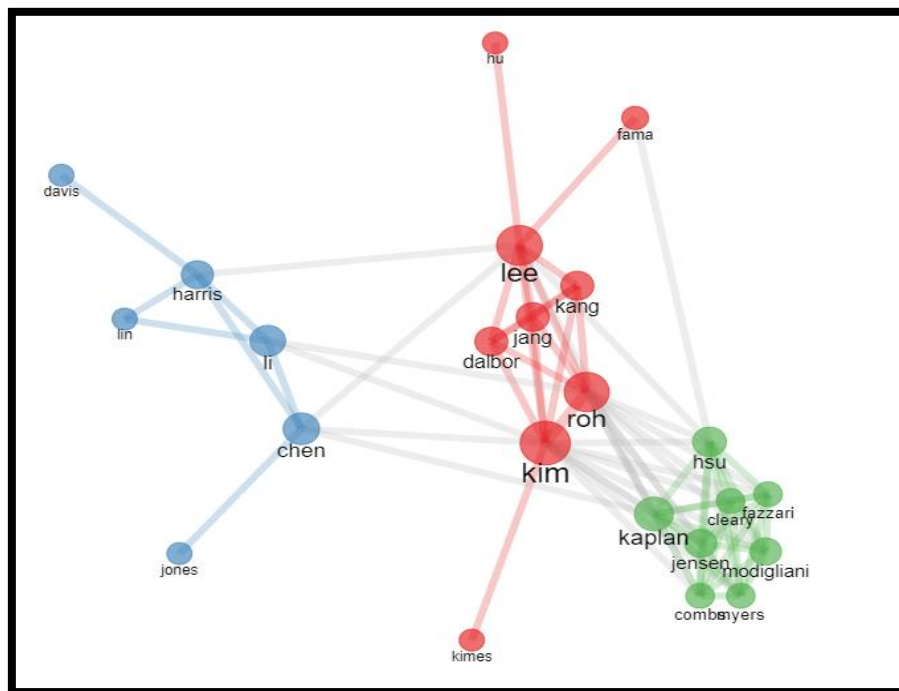 hu
fama
davis
lee
harris
kang
lin
jang
li
dalbor
roh
chen
hsu
kim
fazzari
cleary
kaplan
jensen
modigliani
jones
combs
myers
kimes